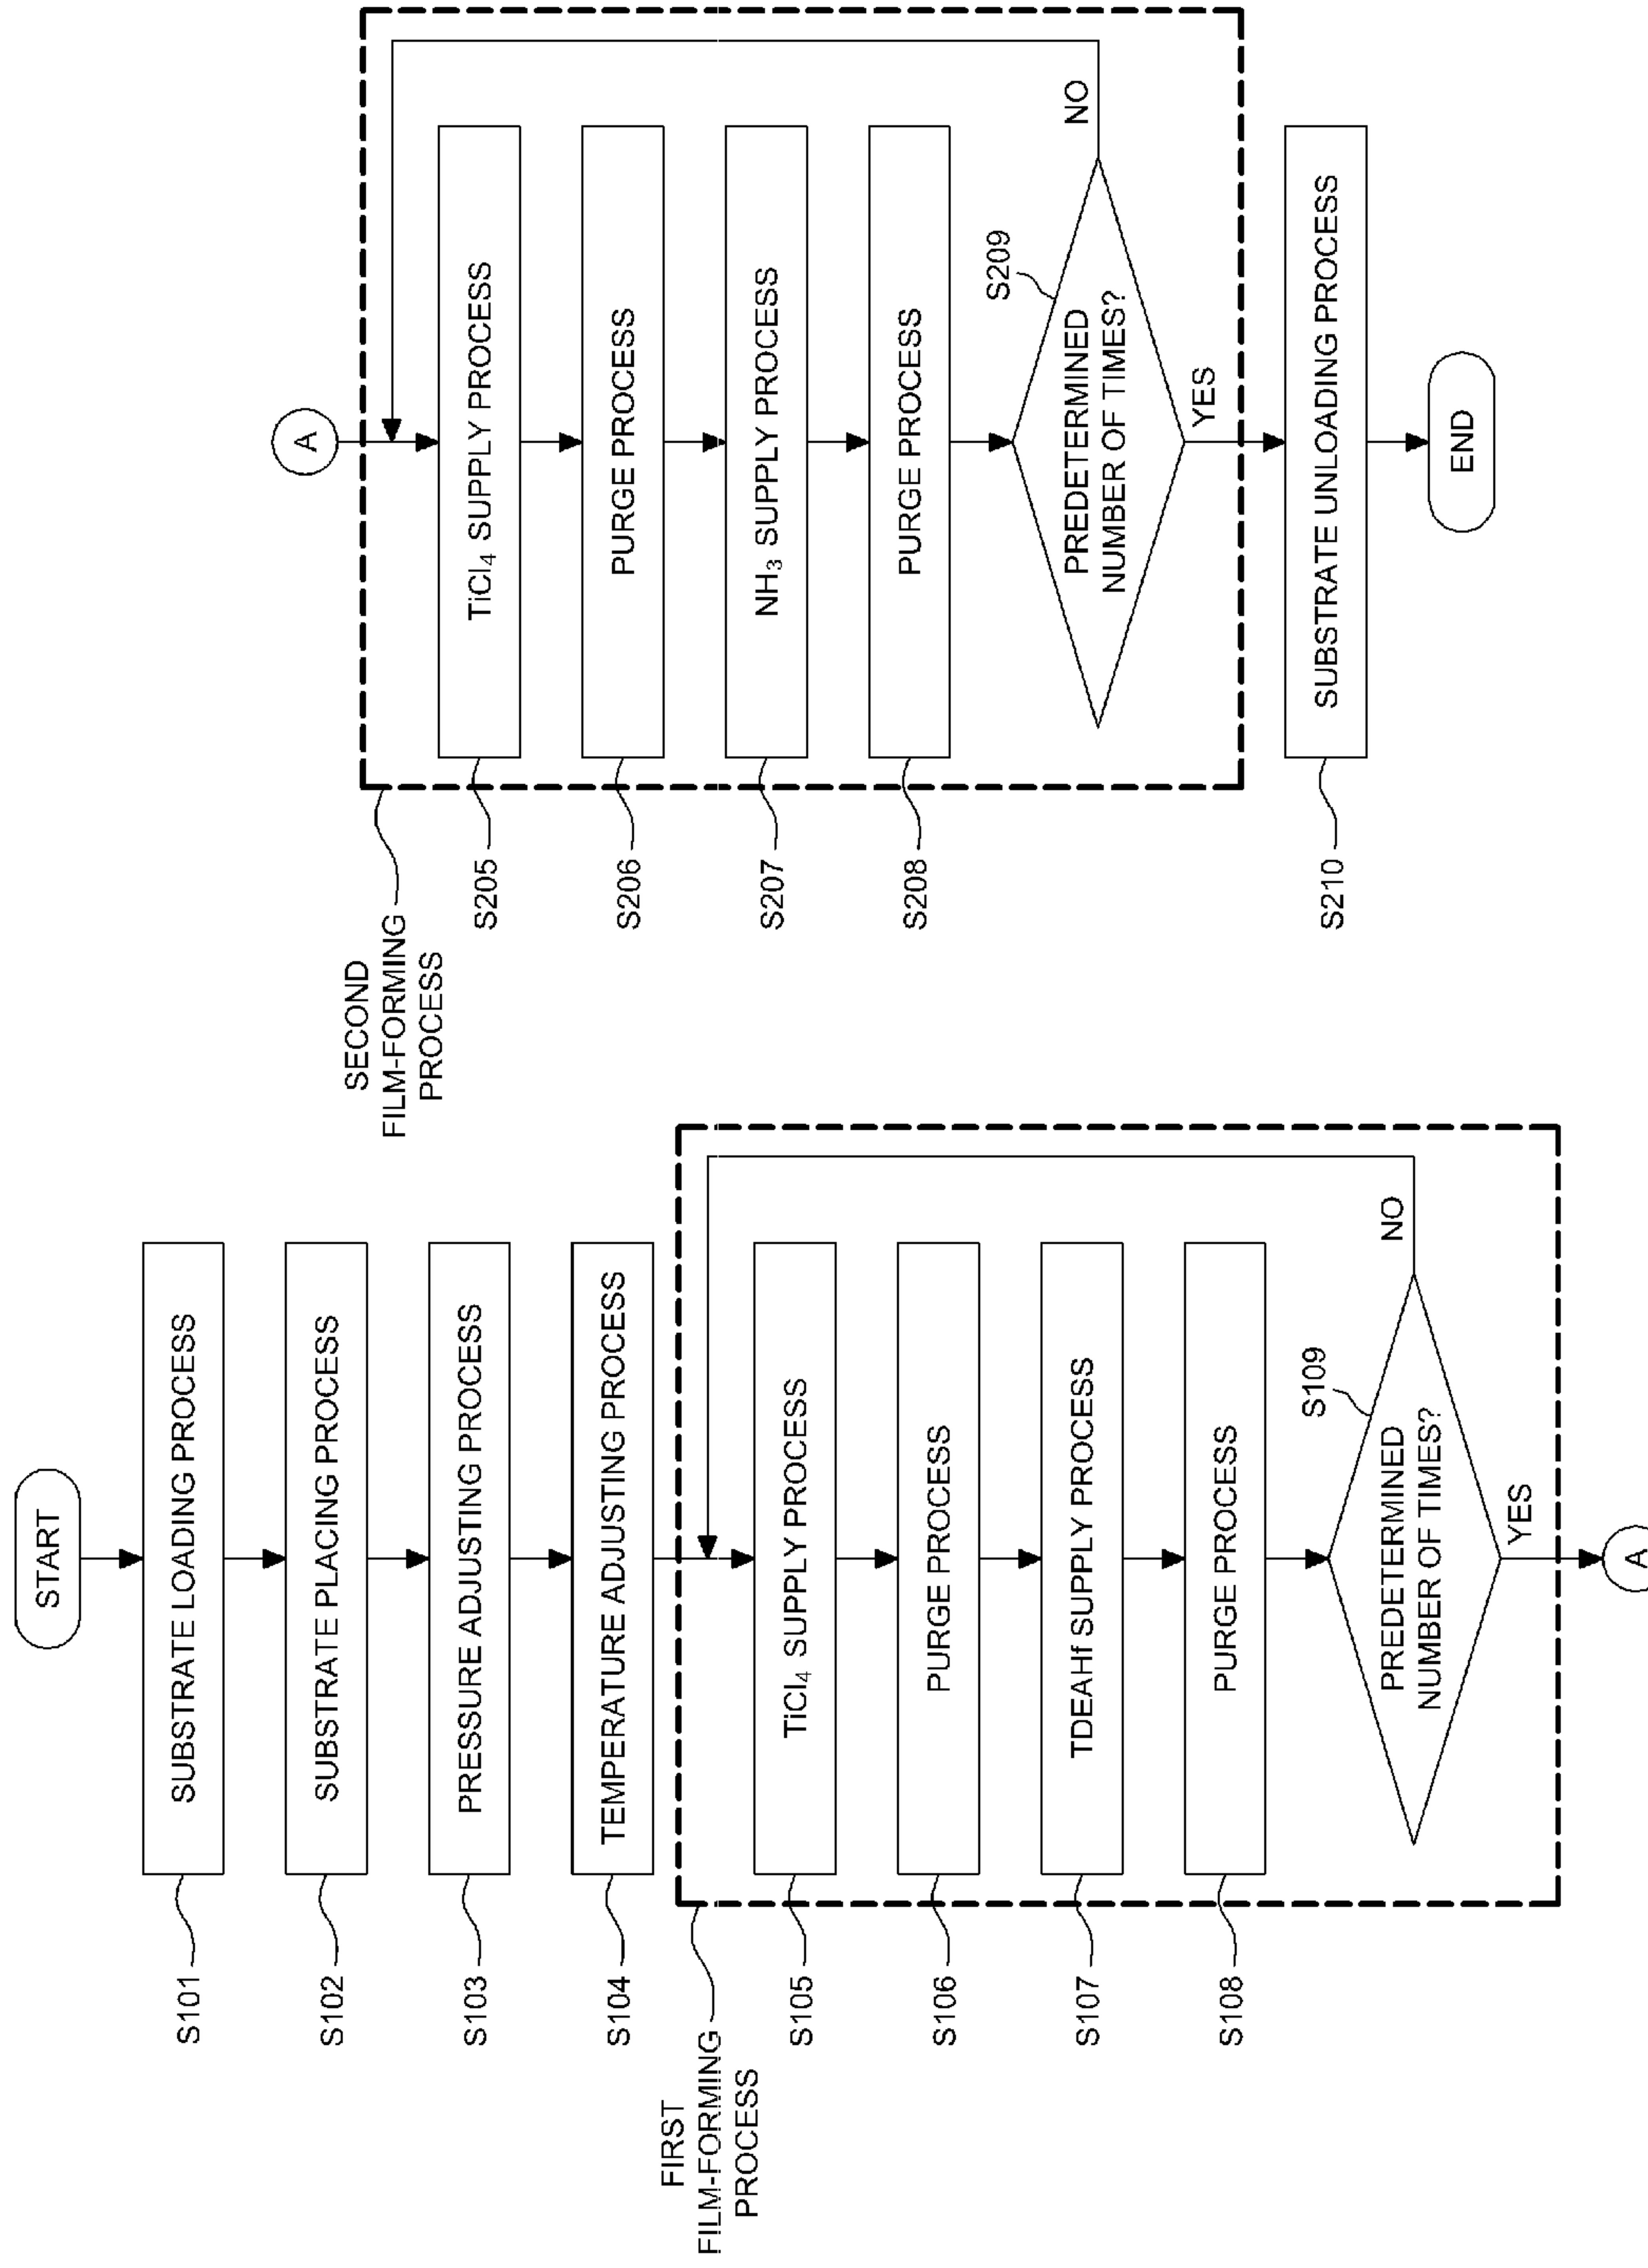 START
S101
SUBSTRATE LOADING PROCESS
S102
SUBSTRATE PLACING PROCESS
S103
PRESSURE ADJUSTING PROCESS
S104
TEMPERATURE ADJUSTING PROCESS
FIRST
FILM-FORMING
PROCESS
S105
TiCl₄ SUPPLY PROCESS
S106
PURGE PROCESS
S107
TDEAHf SUPPLY PROCESS
S108
PURGE PROCESS
S109
PREDETERMINED
NUMBER OF TIMES?
NO
YES
A
A
SECOND
FILM-FORMING
PROCESS
S205
TiCl₄ SUPPLY PROCESS
S206
PURGE PROCESS
S207
NH₃ SUPPLY PROCESS
S208
PURGE PROCESS
S209
PREDETERMINED
NUMBER OF TIMES?
NO
YES
S210
SUBSTRATE UNLOADING PROCESS
END